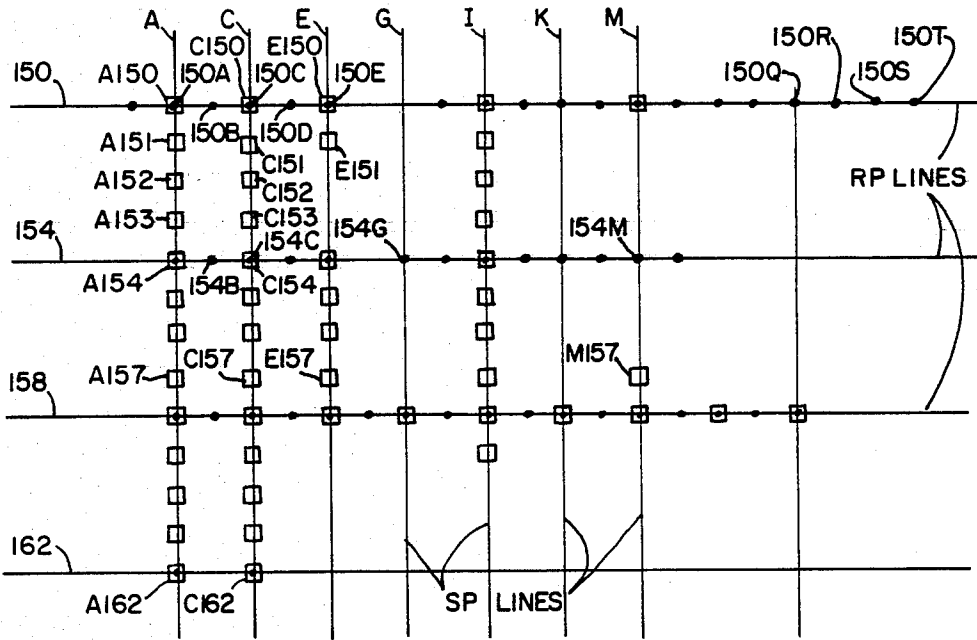 A C E G I K M
150 A150 150A C150 150C E150 150E 150Q 150R 150S 150T
150B 150D
A151 C151 E151
A152 C152
A153 C153
RP LINES
154 154C 154G 154M
A154 154B C154
A157 C157 E157 M157
158
162
A162 C162
SP LINES